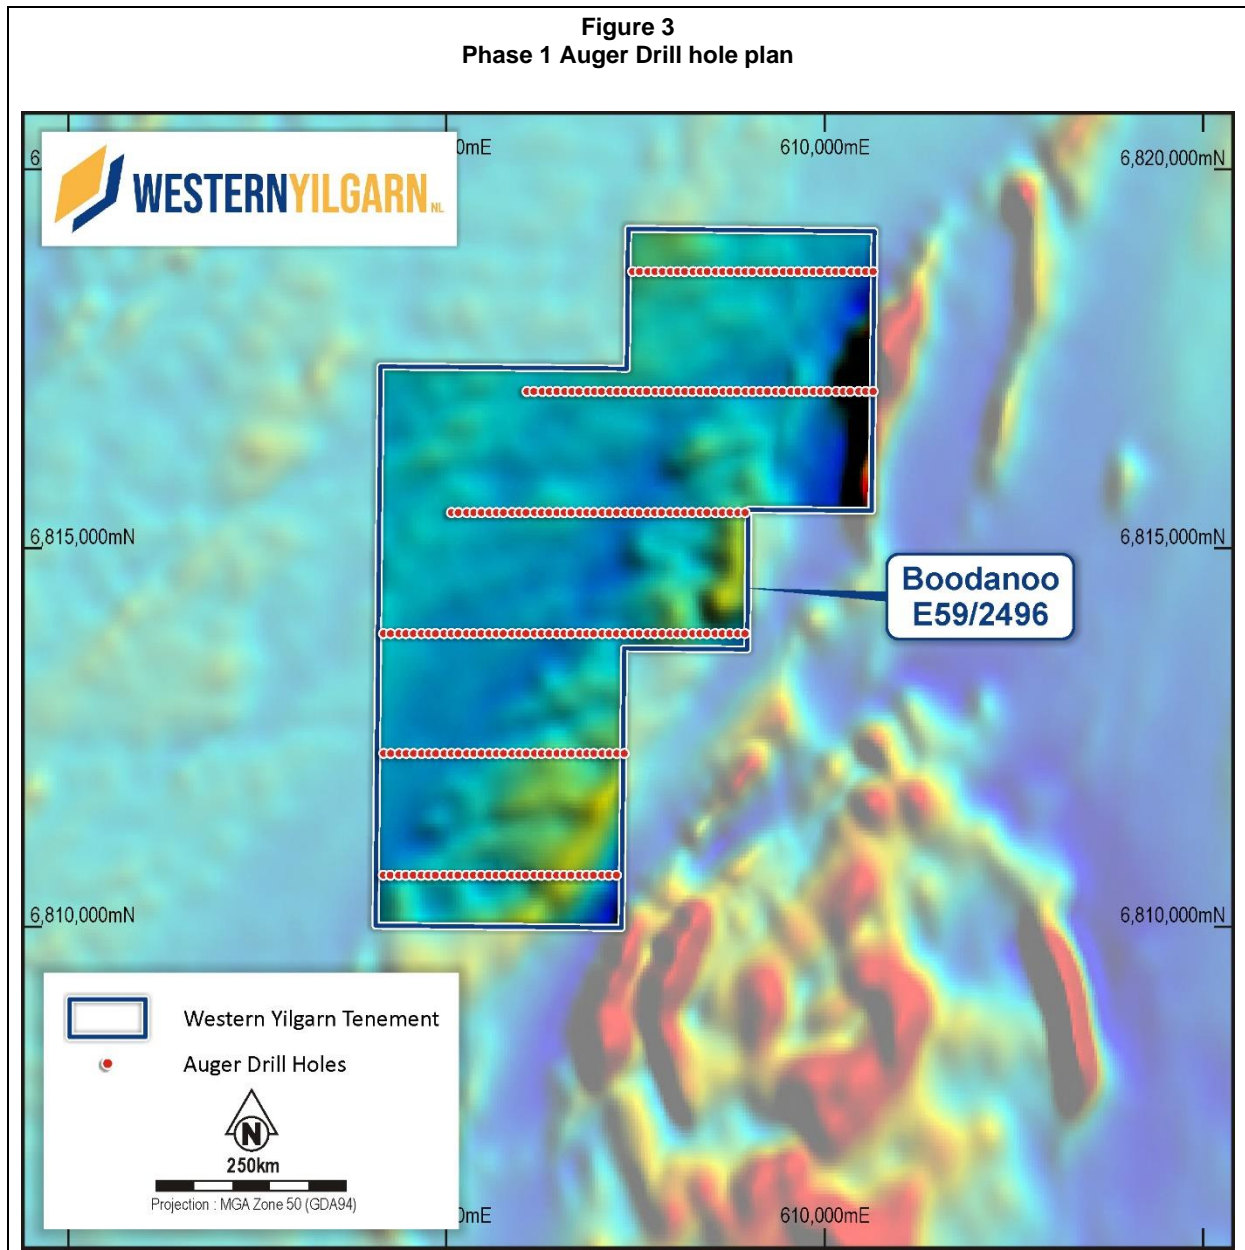 Figure 3
Phase 1 Auger Drill hole plan
WESTERNYILGARN NL
6
0mE
610,000mE
6,820,000mN
6,815,000mN
6,815,000mN
Boodanoo
E59/2496
6,810,000mN
6,810,000mN
Western Yilgarn Tenement
Auger Drill Holes
N
250km
Projection : MGA Zone 50 (GDA94)
0mE
610,000mE